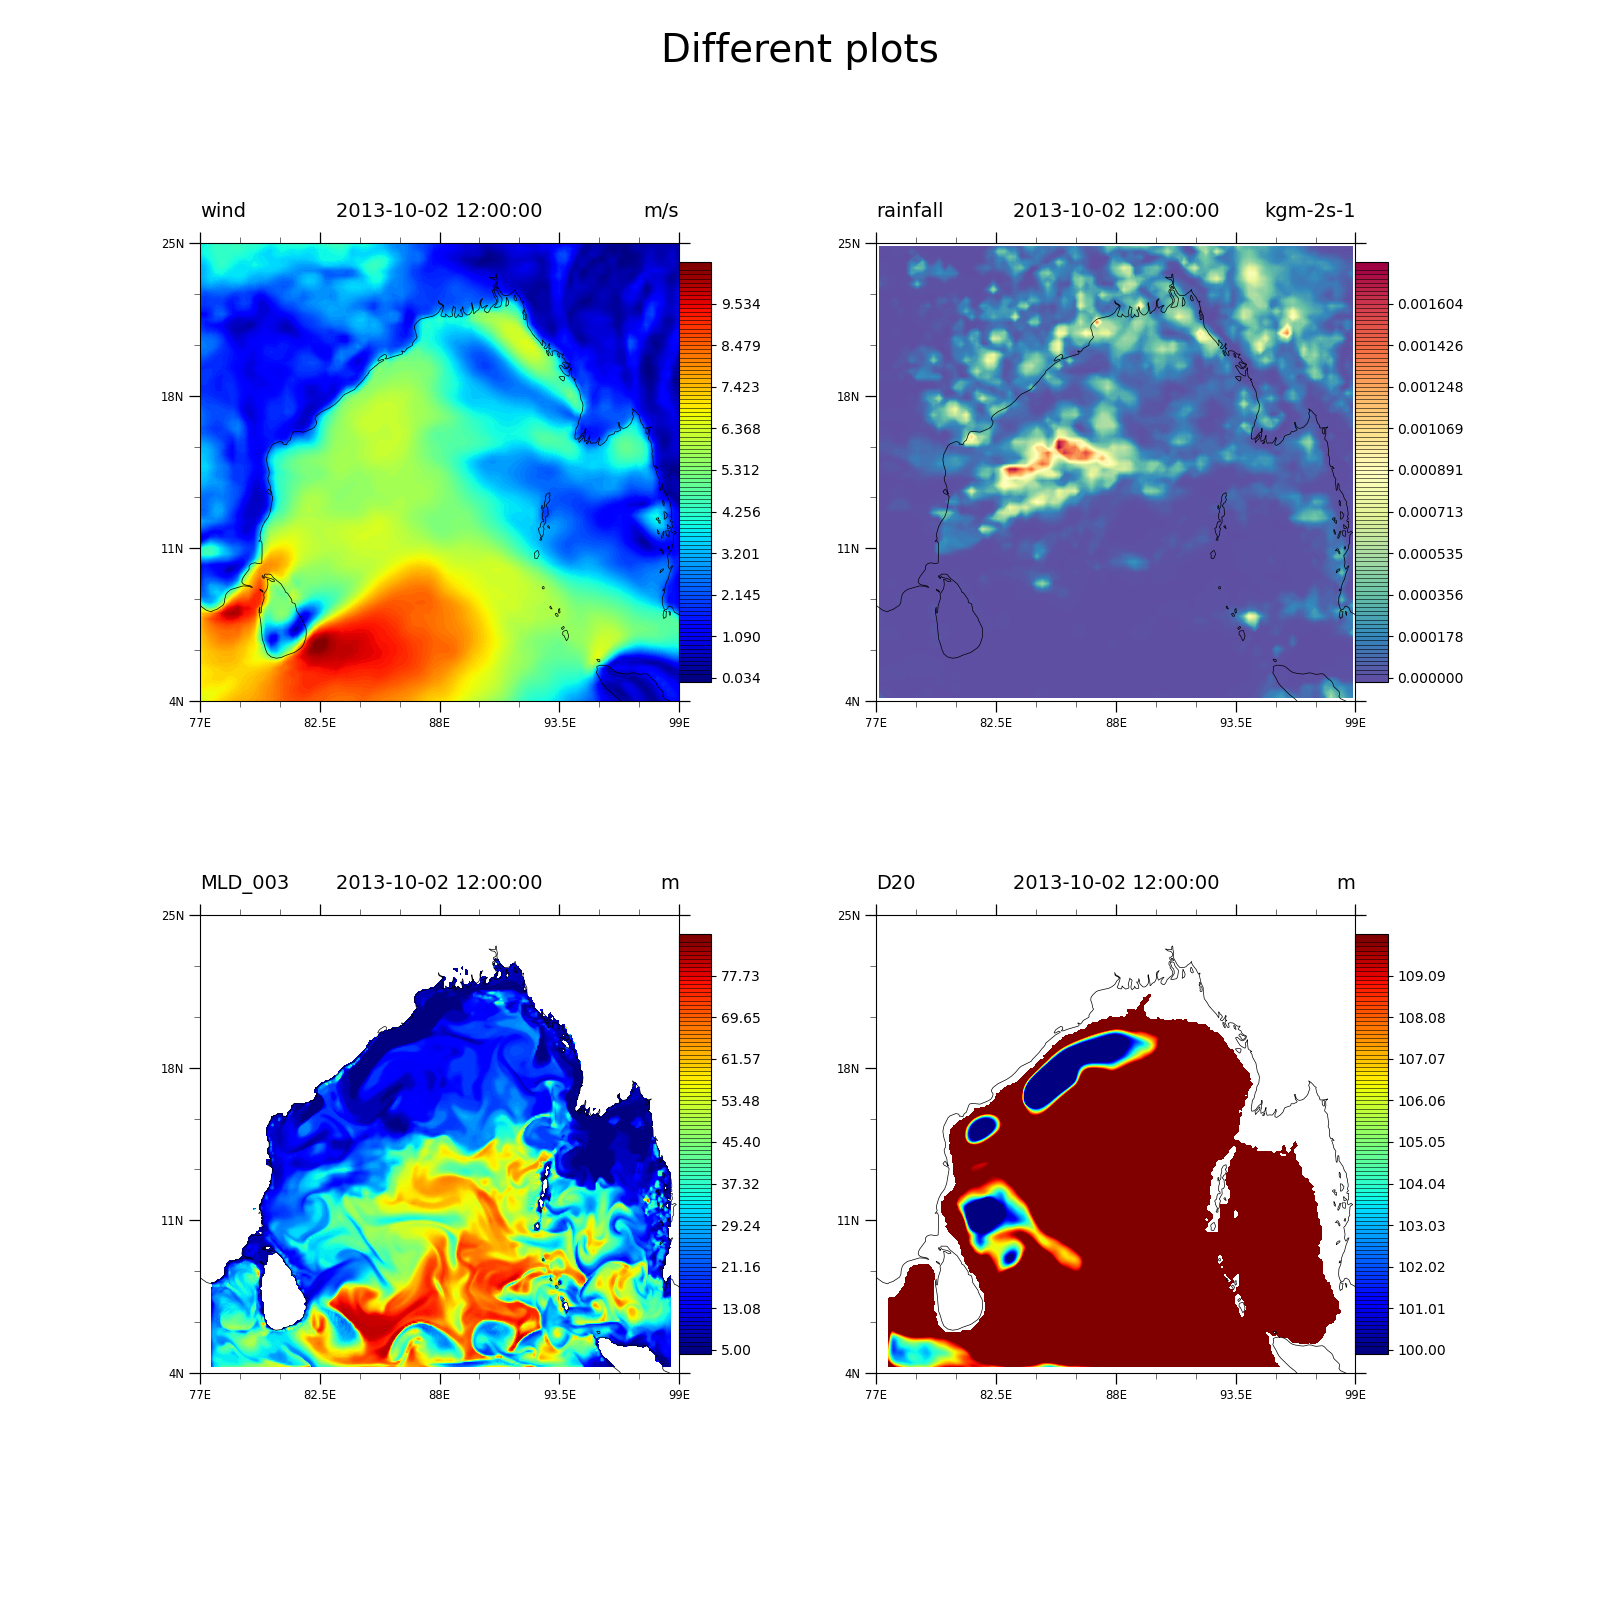 Different plots
wind 2013-10-02 12:00:00 m/s
25N
18N
11N
4N
77E 82.5E 88E 93.5E 99E
9.534
8.479
7.423
6.368
5.312
4.256
3.201
2.145
1.090
0.034
rainfall 2013-10-02 12:00:00 kgm-2s-1
25N
18N
11N
4N
77E 82.5E 88E 93.5E 99E
0.001604
0.001426
0.001248
0.001069
0.000891
0.000713
0.000535
0.000356
0.000178
0.000000
MLD_003 2013-10-02 12:00:00 m
25N
18N
11N
4N
77E 82.5E 88E 93.5E 99E
77.73
69.65
61.57
53.48
45.40
37.32
29.24
21.16
13.08
5.00
D20 2013-10-02 12:00:00 m
25N
18N
11N
4N
77E 82.5E 88E 93.5E 99E
109.09
108.08
107.07
106.06
105.05
104.04
103.03
102.02
101.01
100.00